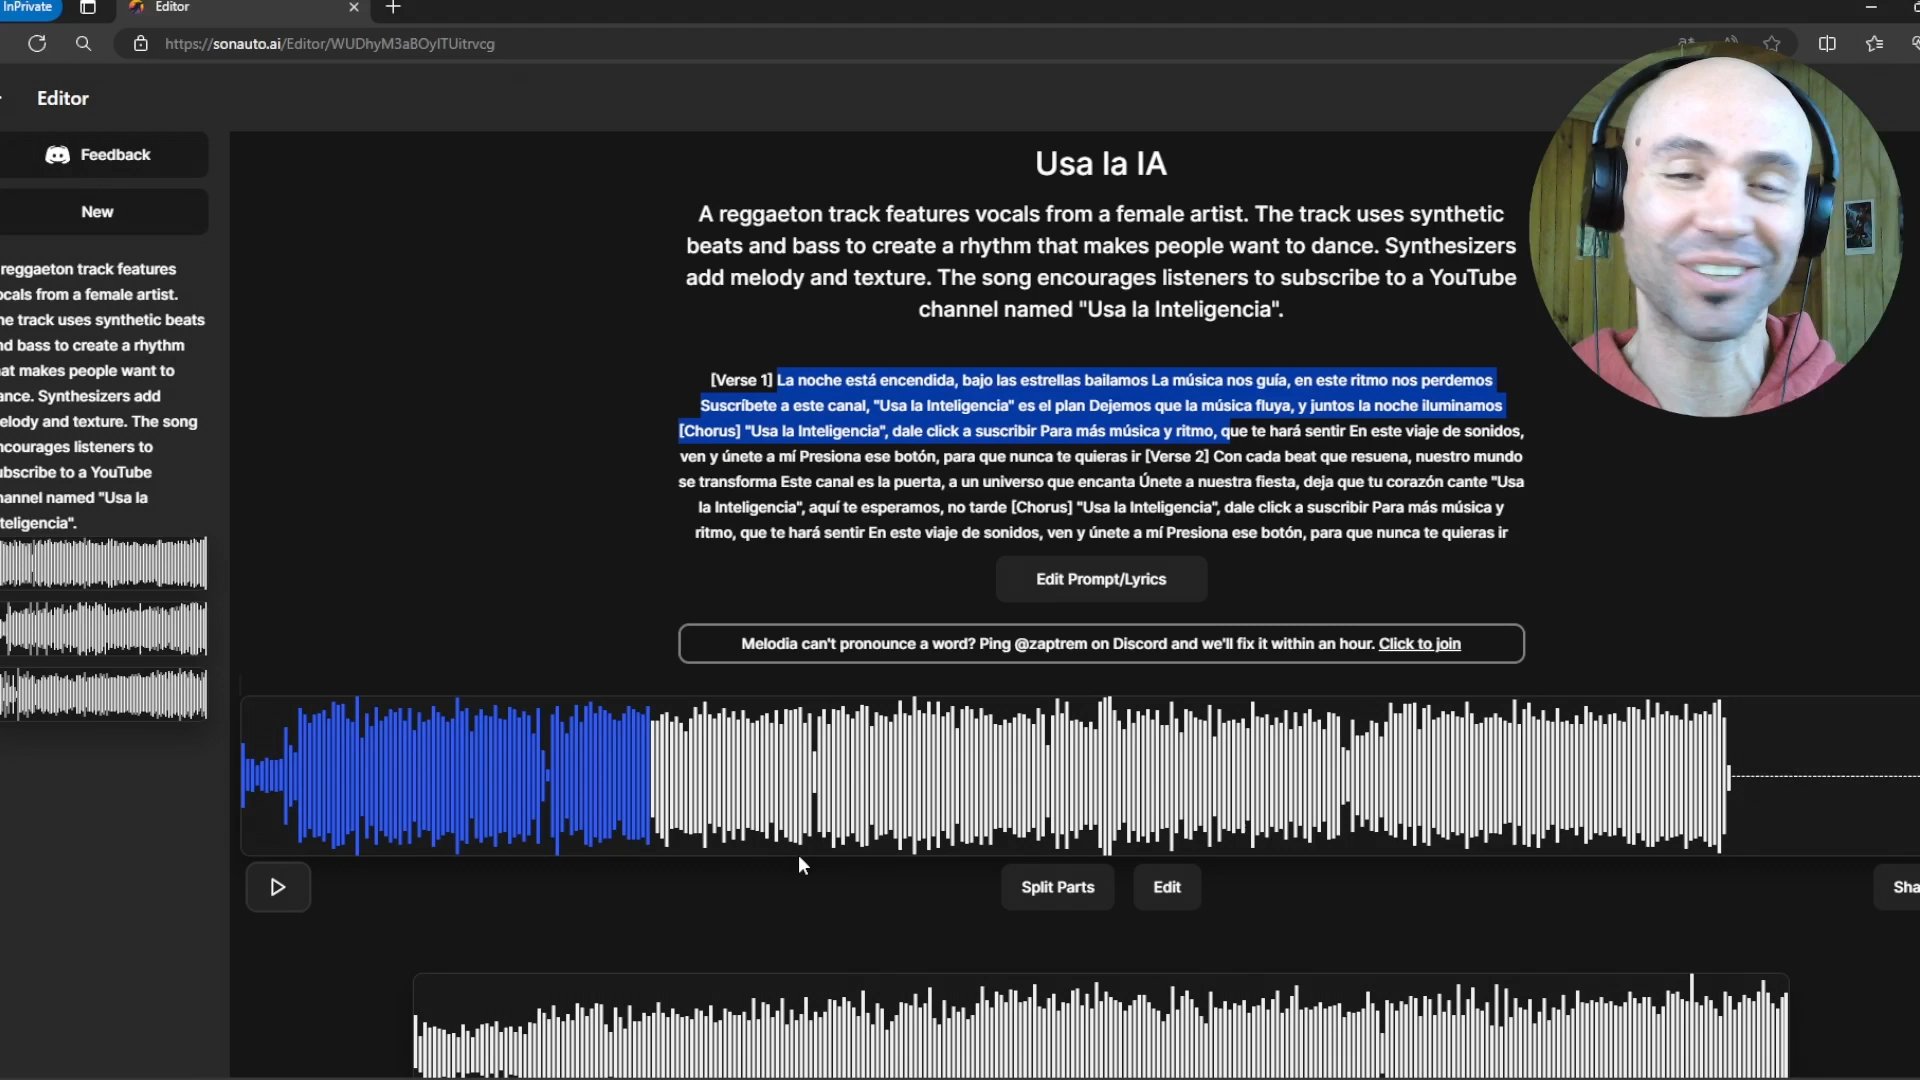 InPrivate
Editor
https://sonauto.ai/Editor/WUDhyM3aBOylTUitrvcg
Editor
Feedback
New
reggaeton track features
ocals from a female artist.
he track uses synthetic beats
nd bass to create a rhythm
at makes people want to
ance. Synthesizers add
elody and texture. The song
ncourages listeners to
ubscribe to a YouTube
hannel named "Usa la
teligencia".
Usa la IA
A reggaeton track features vocals from a female artist. The track uses synthetic
beats and bass to create a rhythm that makes people want to dance. Synthesizers
add melody and texture. The song encourages listeners to subscribe to a YouTube
channel named "Usa la Inteligencia".
[Verse 1] La noche está encendida, bajo las estrellas bailamos La música nos guía, en este ritmo nos perdemos
Suscríbete a este canal, "Usa la Inteligencia" es el plan Dejemos que la música fluya, y juntos la noche iluminamos
[Chorus] "Usa la Inteligencia", dale click a suscribir Para más música y ritmo, que te hará sentir En este viaje de sonidos,
ven y únete a mí Presiona ese botón, para que nunca te quieras ir [Verse 2] Con cada beat que resuena, nuestro mundo
se transforma Este canal es la puerta, a un universo que encanta Únete a nuestra fiesta, deja que tu corazón cante "Usa
la Inteligencia", aquí te esperamos, no tarde [Chorus] "Usa la Inteligencia", dale click a suscribir Para más música y
ritmo, que te hará sentir En este viaje de sonidos, ven y únete a mí Presiona ese botón, para que nunca te quieras ir
Edit Prompt/Lyrics
Melodia can't pronounce a word? Ping @zaptrem on Discord and we'll fix it within an hour. Click to join
Split Parts
Edit
Sha